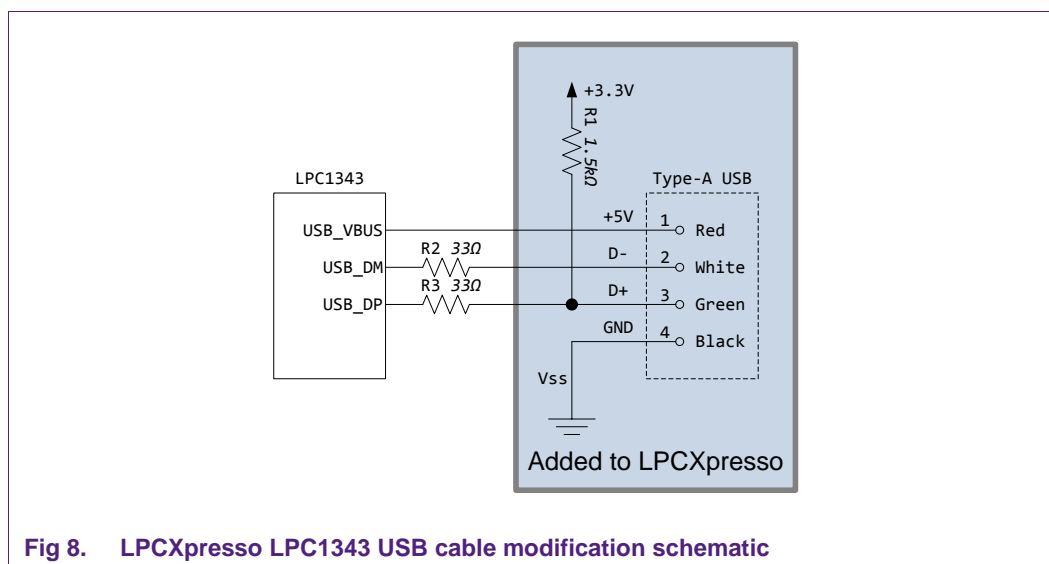 +3.3V
R1 1.5kΩ
LPC1343
Type-A USB
USB_VBUS
+5V
1
Red
R2 33Ω
USB_DM
D-
2
White
R3 33Ω
USB_DP
D+
3
Green
GND
4
Black
Vss
Added to LPCXpresso
Fig 8. LPCXpresso LPC1343 USB cable modification schematic